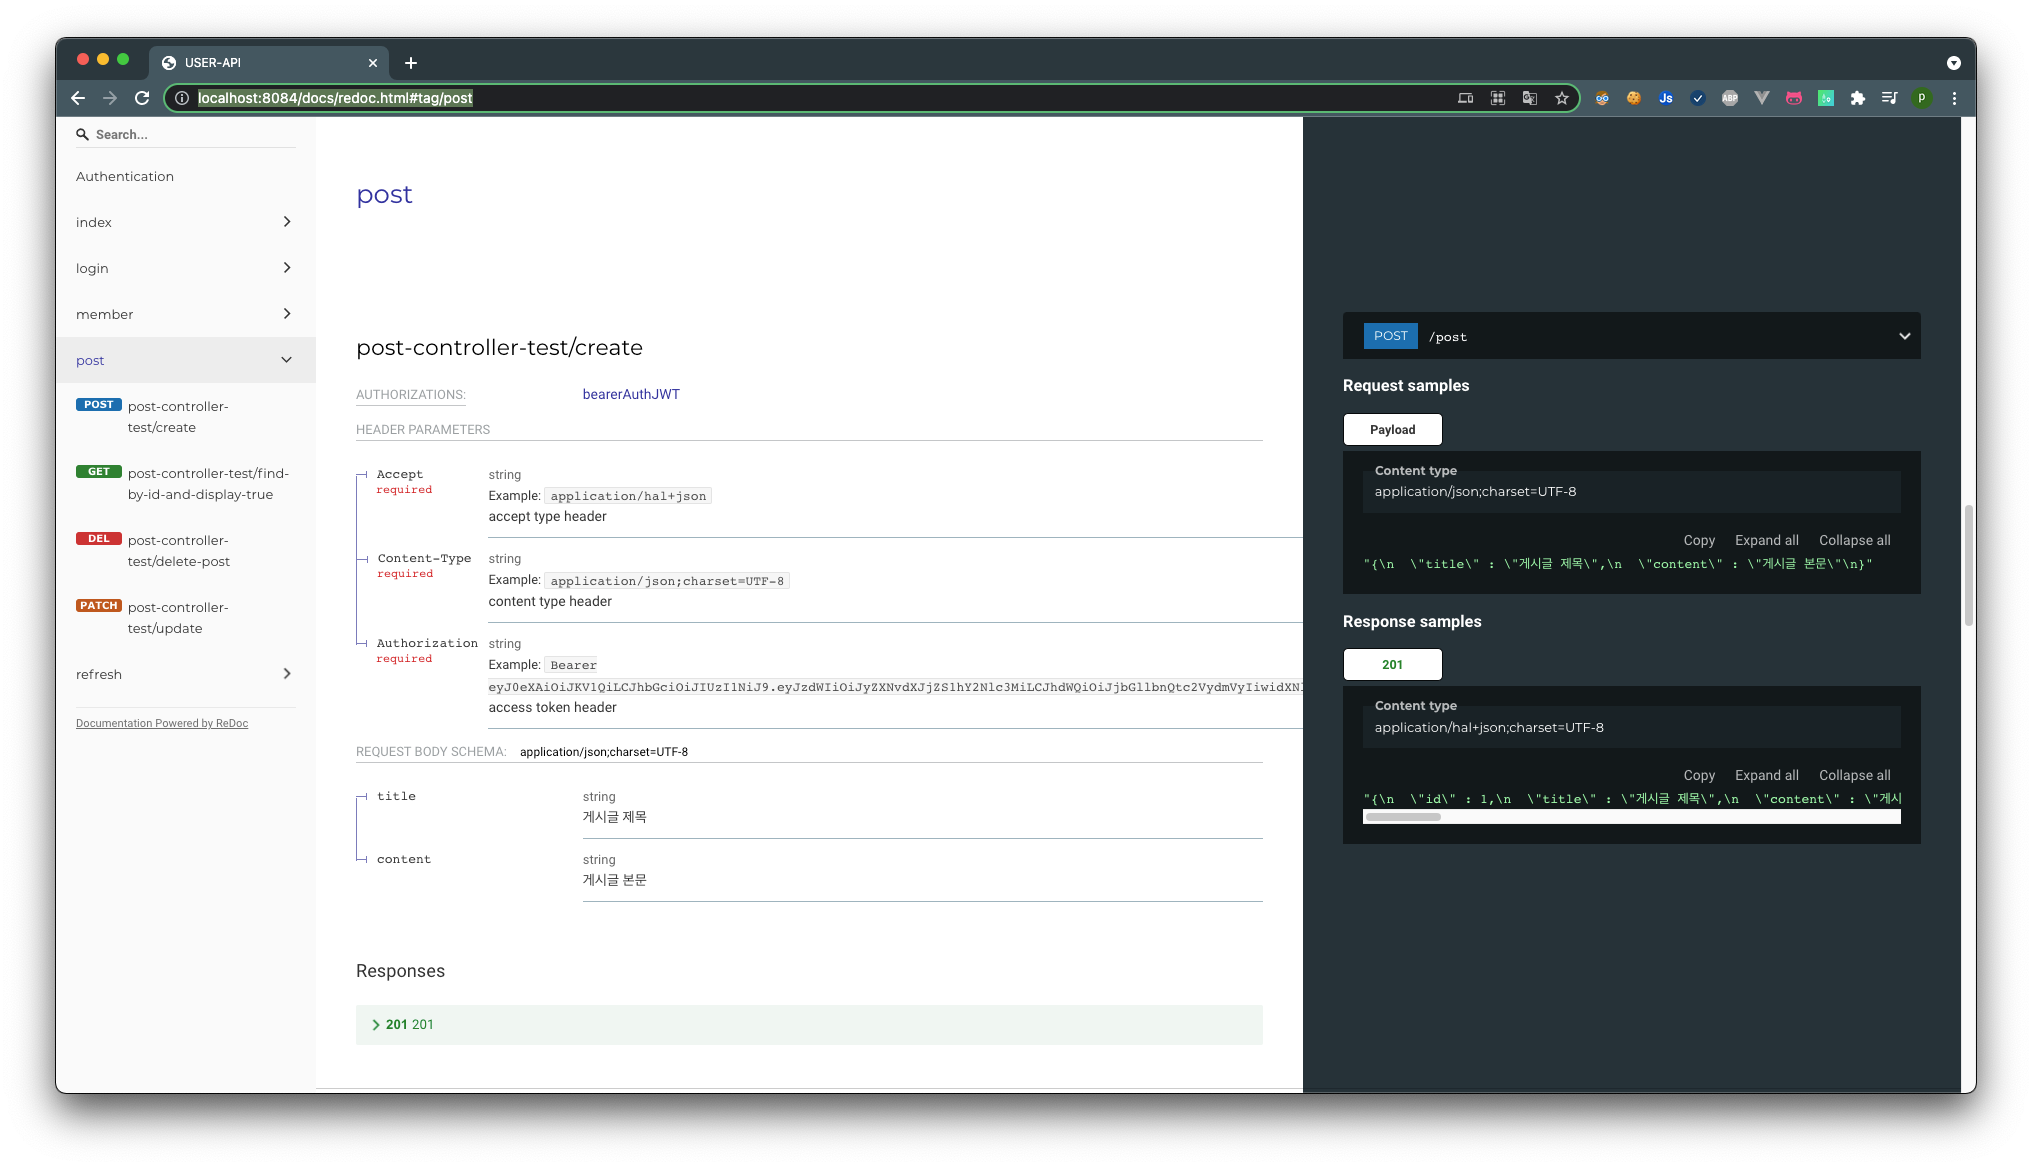 USER-API
localhost:8084/docs/redoc.html#tag/post
Js
ABP
P
Search...
Authentication
index
login
member
post
POST post-controller-
test/create
GET post-controller-test/find-
by-id-and-display-true
DEL post-controller-
test/delete-post
PATCH post-controller-
test/update
refresh
Documentation Powered by ReDoc
post
post-controller-test/create
AUTHORIZATIONS: bearerAuthJWT
HEADER PARAMETERS
Accept string
required
Example: application/hal+json
accept type header
Content-Type string
required
Example: application/json;charset=UTF-8
content type header
Authorization string
required
Example: Bearer
eyJ0eXAiOiJKV1QiLCJhbGciOiJIUzI1NiJ9.eyJzdWIiOiJyZXNvdXJjZS1hY2Nlc3MiLCJhdWQiOiJjbGllbnQtc2VydmVyIiwidXNl
access token header
REQUEST BODY SCHEMA: application/json;charset=UTF-8
title string
게시글 제목
content string
게시글 본문
Responses
201 201
POST /post
Request samples
Payload
Content type
application/json;charset=UTF-8
Copy Expand all Collapse all
"{\n  \"title\" : \"게시글 제목\",\n  \"content\" : \"게시글 본문\"\n}"
Response samples
201
Content type
application/hal+json;charset=UTF-8
Copy Expand all Collapse all
"{\n  \"id\" : 1,\n  \"title\" : \"게시글 제목\",\n  \"content\" : \"게시